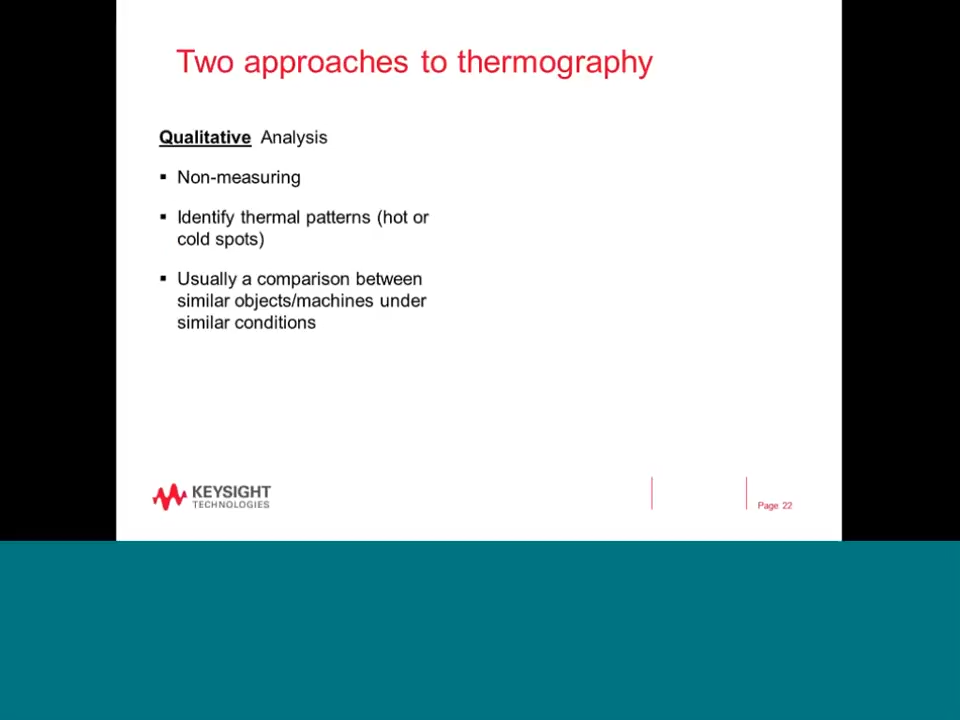 Two approaches to thermography
Qualitative Analysis
▪ Non-measuring
▪ Identify thermal patterns (hot or
cold spots)
▪ Usually a comparison between
similar objects/machines under
similar conditions
KEYSIGHT
TECHNOLOGIES
Page 22